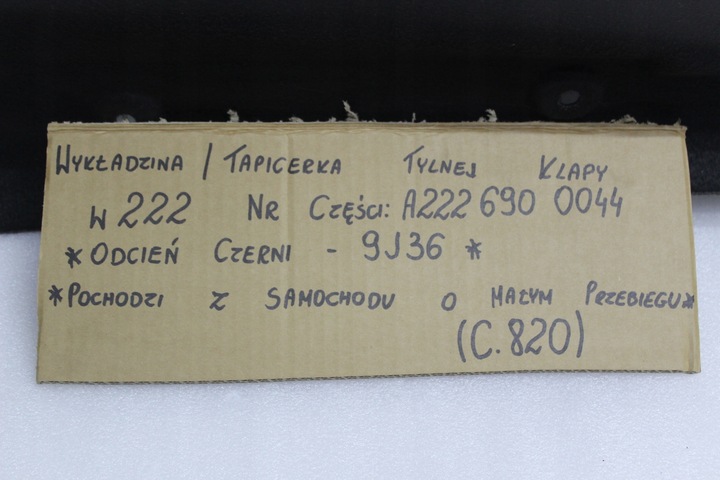 WYKŁADZINA / TAPICERKA TYLNEJ KLAPY
W 222 NR CZĘŚCI: A222 690 0044
*ODCIEŃ CZERNI - 9J36 *
*POCHODZI Z SAMOCHODU O MAŁYM PRZEBIEGU*
(C.820)